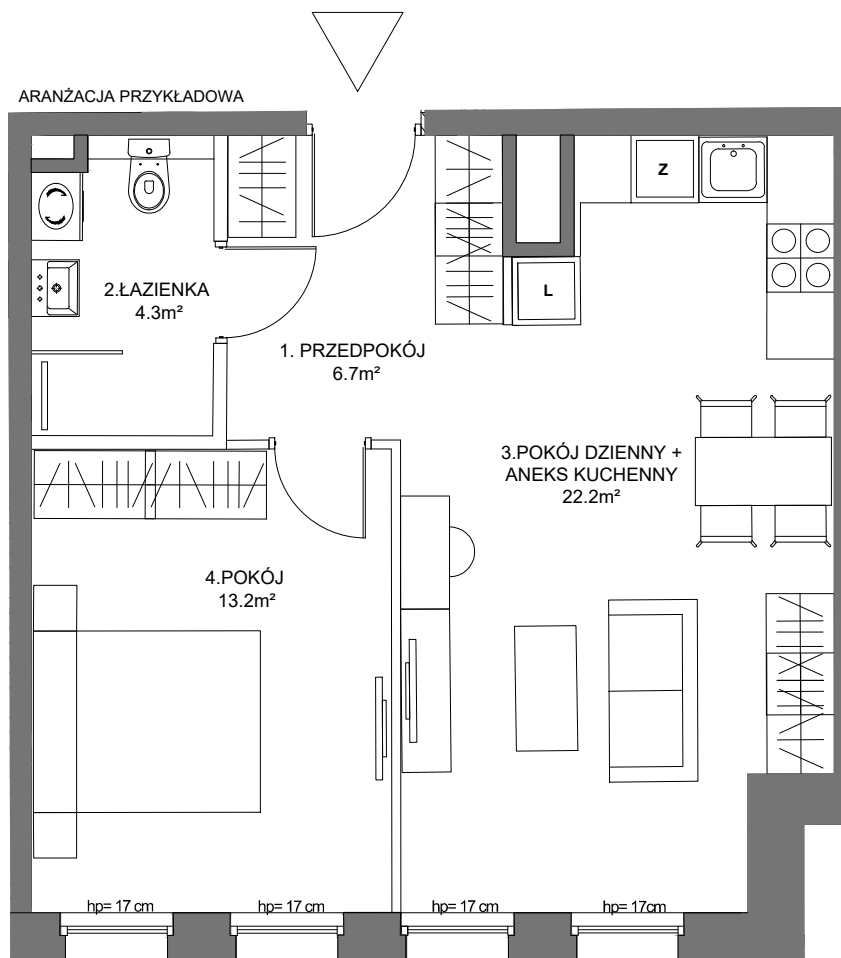 ARANŻACJA PRZYKŁADOWA
Z
L
2.ŁAZIENKA
4.3m²
1. PRZEDPOKÓJ
6.7m²
3.POKÓJ DZIENNY +
ANEKS KUCHENNY
22.2m²
4.POKÓJ
13.2m²
hp= 17 cm
hp= 17 cm
hp= 17 cm
hp= 17cm